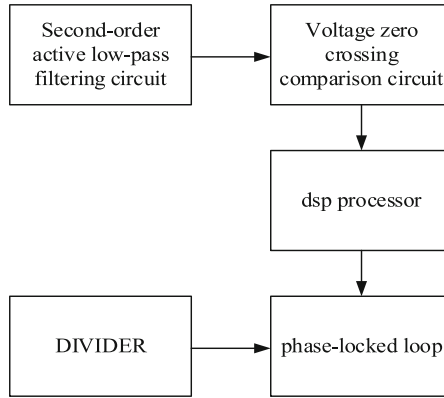 Second-order
active low-pass
filtering circuit
Voltage zero
crossing
comparison circuit
dsp processor
DIVIDER
phase-locked loop